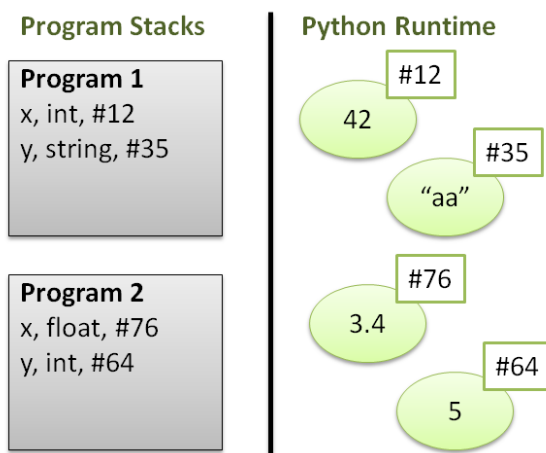 Program Stacks
Program 1
x, int, #12
y, string, #35
Program 2
x, float, #76
y, int, #64
Python Runtime
#12
42
#35
“aa”
#76
3.4
#64
5